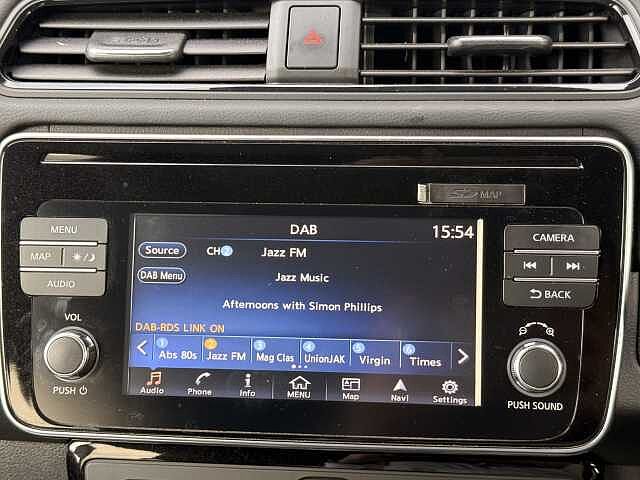 SD MAP
DAB 15:54
MENU
MAP
AUDIO
VOL
PUSH
Source CH2 Jazz FM
DAB Menu Jazz Music
Afternoons with Simon Phillips
DAB-RDS LINK ON
1 Abs 80s
2 Jazz FM
3 Mag Clas
4 UnionJAK
5 Virgin
6 Times
Audio Phone Info MENU Map Navi Settings
CAMERA
BACK
PUSH SOUND